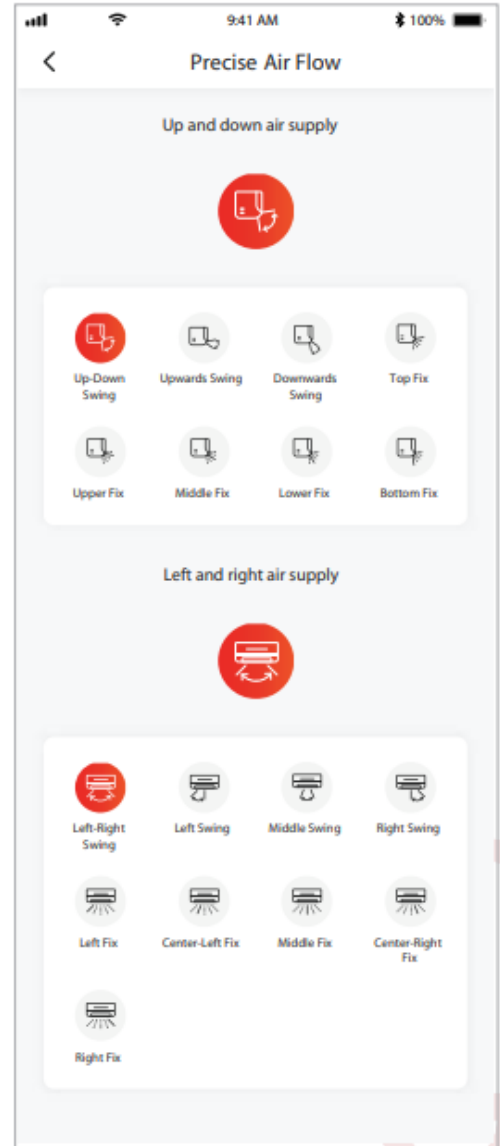 9:41 AM
100%
Precise Air Flow
Up and down air supply
Up-Down
Swing
Upwards Swing
Downwards
Swing
Top Fix
Upper Fix
Middle Fix
Lower Fix
Bottom Fix
Left and right air supply
Left-Right
Swing
Left Swing
Middle Swing
Right Swing
Left Fix
Center-Left Fix
Middle Fix
Center-Right
Fix
Right Fix